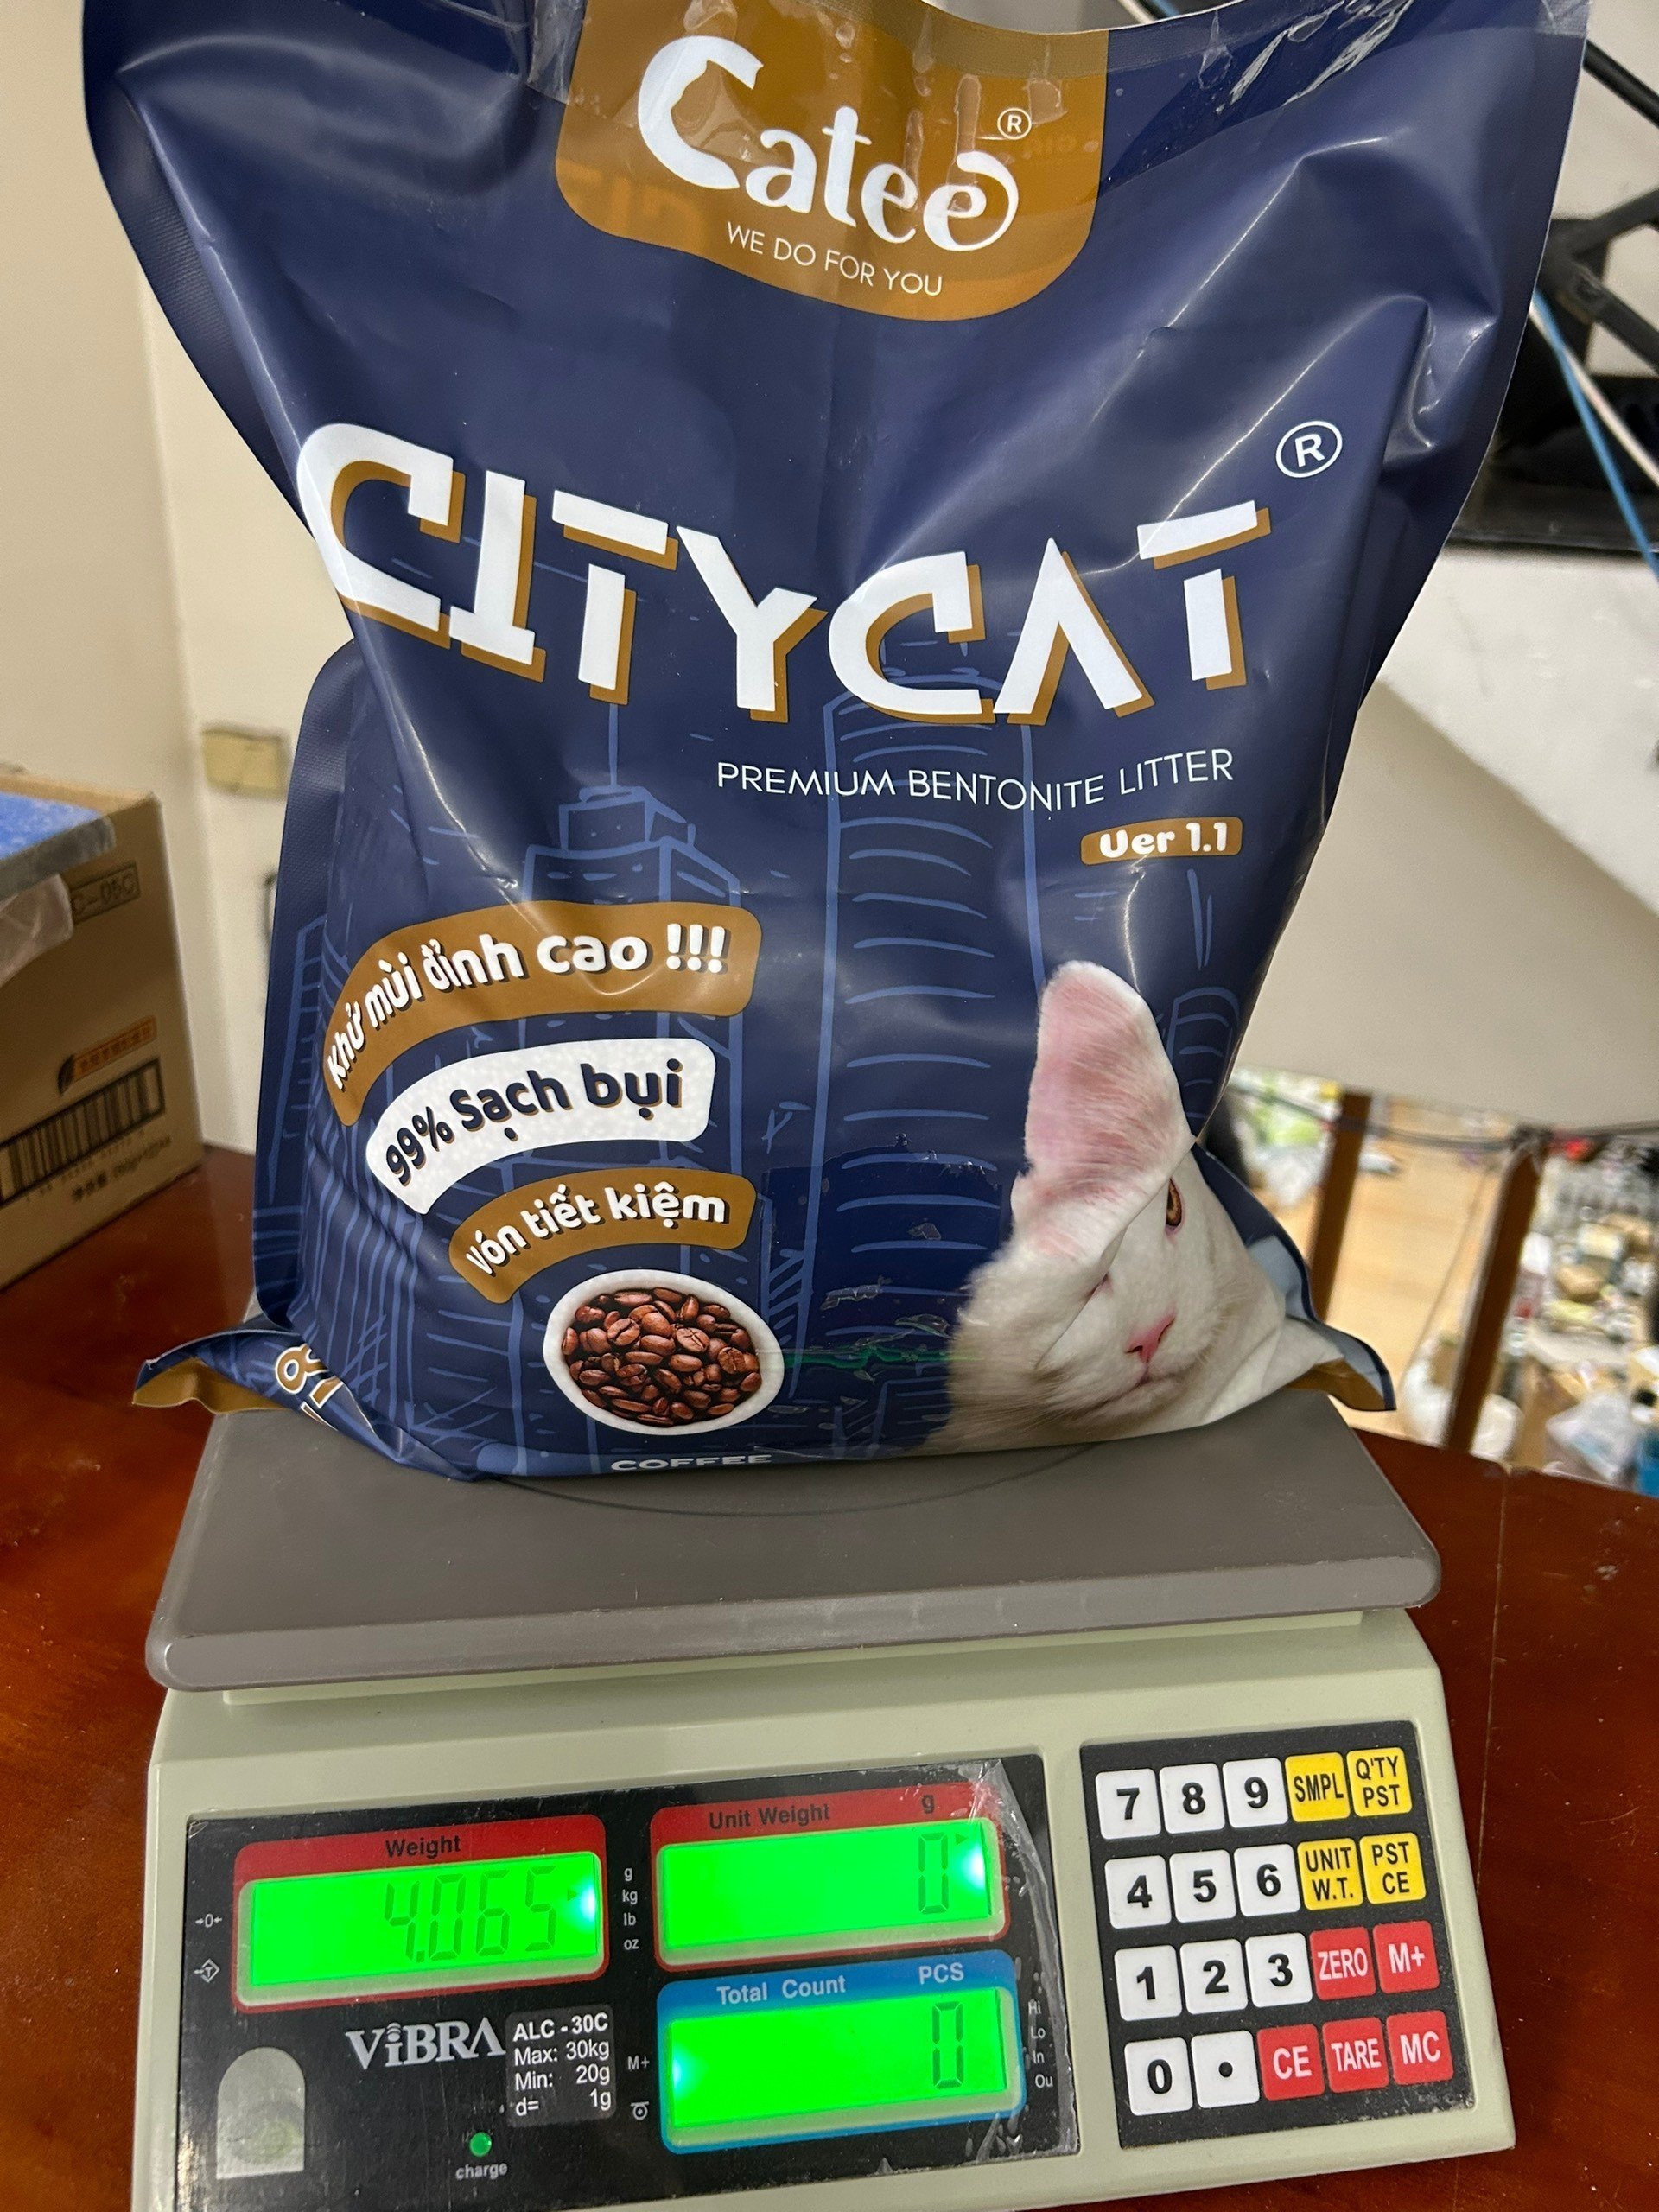 Catee®
WE DO FOR YOU
CITYCAT®
PREMIUM BENTONITE LITTER
Ver 1.1
Khử mùi đỉnh cao !!!
99% Sạch bụi
vón tiết kiệm
COFFEE
C-05C
Weight
4.065
g
kg
lb
oz
→0←
Unit Weight g
0
Total Count PCS
0
Hi
Lo
In
Ou
M+
ViBRA
ALC - 30C
Max: 30kg
Min: 20g
d= 1g
charge
7 8 9 SMPL Q'TY PST
4 5 6 UNIT W.T. PST CE
1 2 3 ZERO M+
0 • CE TARE MC